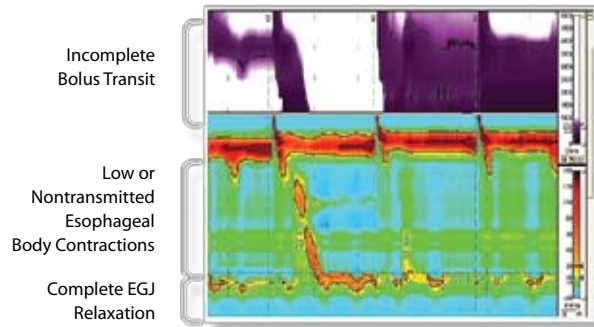 Incomplete
Bolus Transit
Low or
Nontransmitted
Esophageal
Body Contractions
Complete EGJ
Relaxation